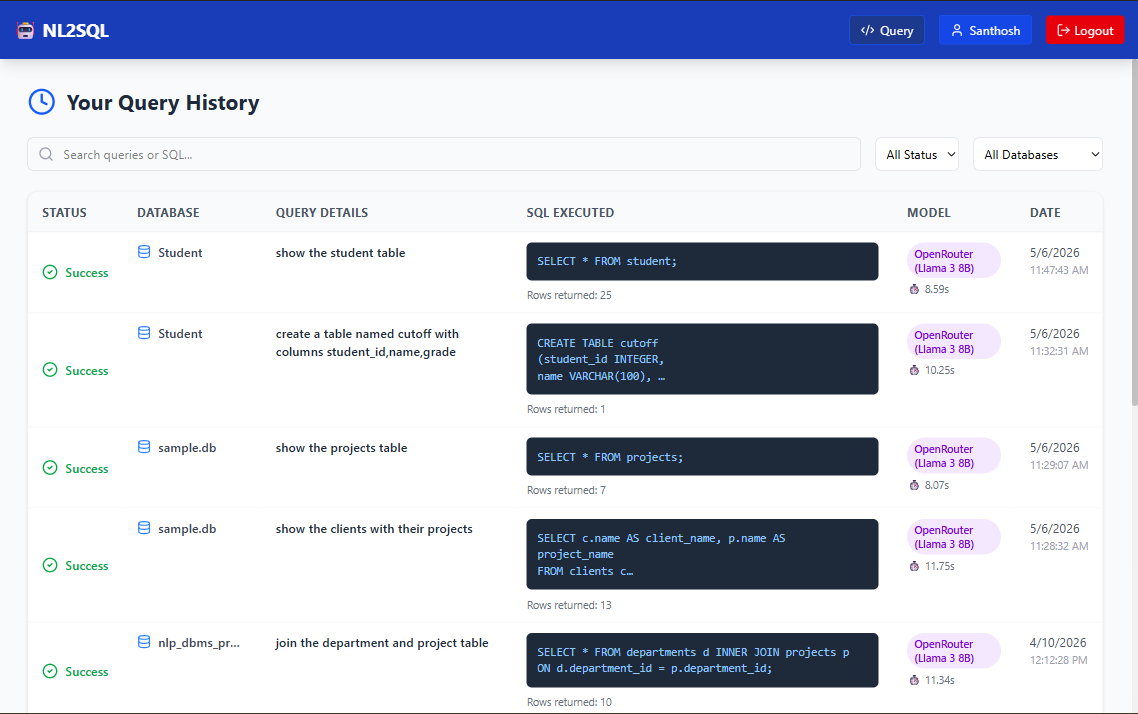 NL2SQL
</> Query
Santhosh
Logout
Your Query History
Search queries or SQL...
All Status
All Databases
STATUS DATABASE QUERY DETAILS SQL EXECUTED MODEL DATE
Success
Student
show the student table
SELECT * FROM student;
Rows returned: 25
OpenRouter
(Llama 3 8B)
8.59s
5/6/2026
11:47:43 AM
Success
Student
create a table named cutoff with
columns student_id,name,grade
CREATE TABLE cutoff
(student_id INTEGER,
name VARCHAR(100), …
Rows returned: 1
OpenRouter
(Llama 3 8B)
10.25s
5/6/2026
11:32:31 AM
Success
sample.db
show the projects table
SELECT * FROM projects;
Rows returned: 7
OpenRouter
(Llama 3 8B)
8.07s
5/6/2026
11:29:07 AM
Success
sample.db
show the clients with their projects
SELECT c.name AS client_name, p.name AS
project_name
FROM clients c…
Rows returned: 13
OpenRouter
(Llama 3 8B)
11.75s
5/6/2026
11:28:32 AM
Success
nlp_dbms_pr...
join the department and project table
SELECT * FROM departments d INNER JOIN projects p
ON d.department_id = p.department_id;
Rows returned: 10
OpenRouter
(Llama 3 8B)
11.34s
4/10/2026
12:12:28 PM